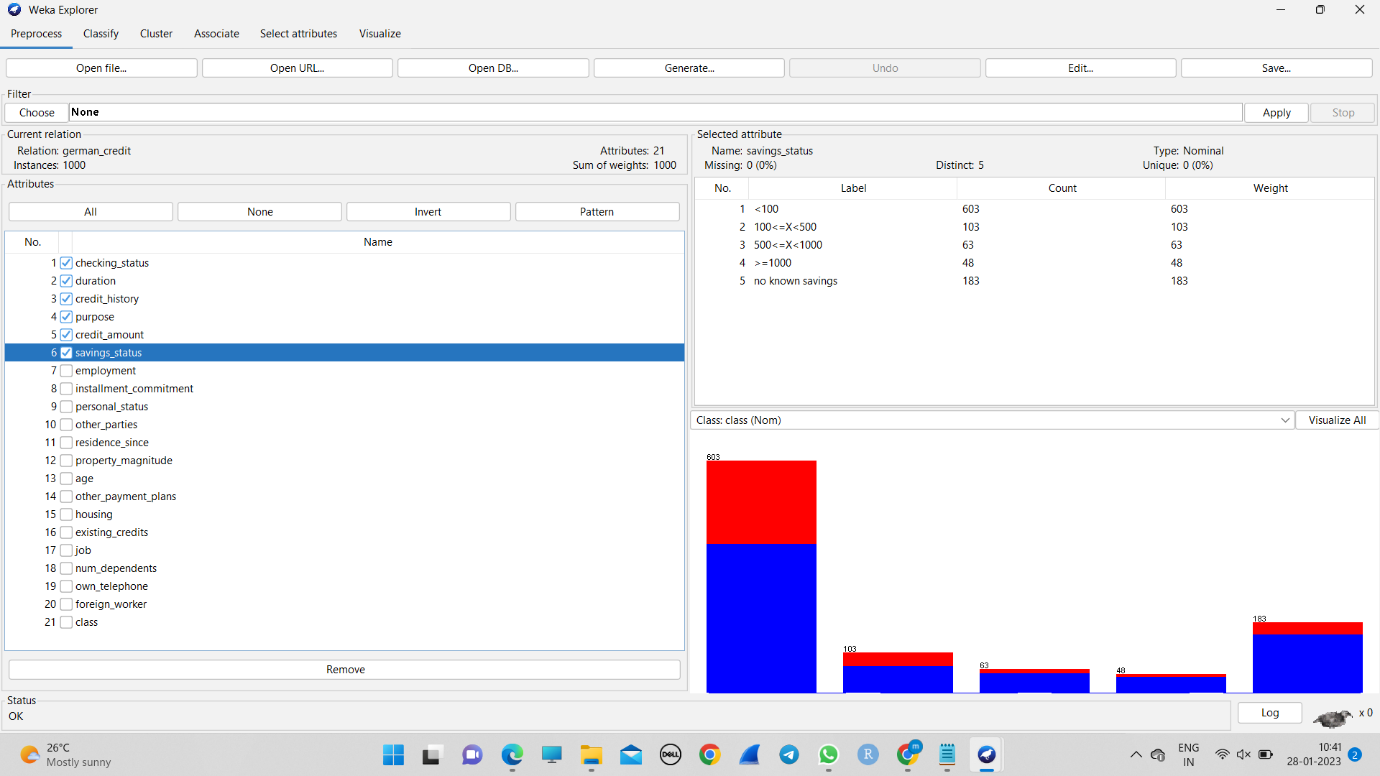 Weka Explorer
Preprocess Classify Cluster Associate Select attributes Visualize
Open file... Open URL... Open DB... Generate... Undo Edit... Save...
Filter
Choose None Apply Stop
Current relation
Relation: german_credit Attributes: 21
Instances: 1000 Sum of weights: 1000
Attributes
All None Invert Pattern
No. Name
1 checking_status
2 duration
3 credit_history
4 purpose
5 credit_amount
6 savings_status
7 employment
8 installment_commitment
9 personal_status
10 other_parties
11 residence_since
12 property_magnitude
13 age
14 other_payment_plans
15 housing
16 existing_credits
17 job
18 num_dependents
19 own_telephone
20 foreign_worker
21 class
Remove
Selected attribute
Name: savings_status Type: Nominal
Missing: 0 (0%) Distinct: 5 Unique: 0 (0%)
No. Label Count Weight
1 <100 603 603
2 100<=X<500 103 103
3 500<=X<1000 63 63
4 >=1000 48 48
5 no known savings 183 183
Class: class (Nom) Visualize All
603
103
63
48
183
Status
OK
Log x 0
26°C
Mostly sunny
DELL
R
m
ENG
IN
10:41
28-01-2023
2